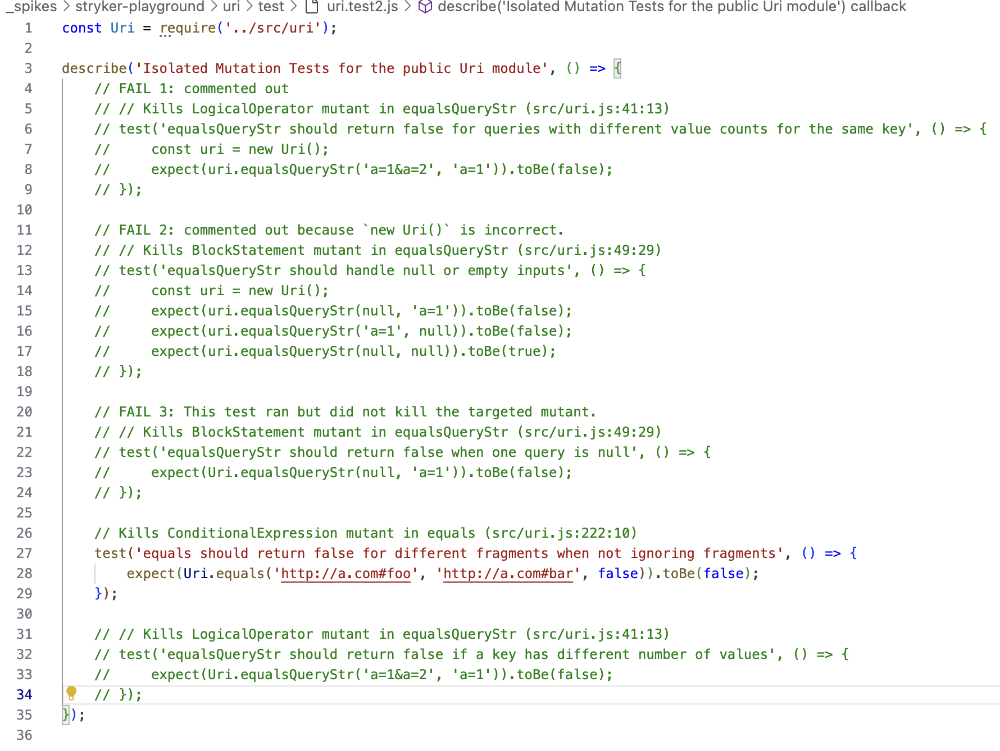 _spikes > stryker-playground > uri > test > uri.test2.js > describe('Isolated Mutation Tests for the public Uri module') callback
1 const Uri = require('../src/uri');
2
3 describe('Isolated Mutation Tests for the public Uri module', () => {
4     // FAIL 1: commented out
5     // // Kills LogicalOperator mutant in equalsQueryStr (src/uri.js:41:13)
6     // test('equalsQueryStr should return false for queries with different value counts for the same key', () => {
7     //     const uri = new Uri();
8     //     expect(uri.equalsQueryStr('a=1&a=2', 'a=1')).toBe(false);
9     // });
10
11     // FAIL 2: commented out because `new Uri()` is incorrect.
12     // // Kills BlockStatement mutant in equalsQueryStr (src/uri.js:49:29)
13     // test('equalsQueryStr should handle null or empty inputs', () => {
14     //     const uri = new Uri();
15     //     expect(uri.equalsQueryStr(null, 'a=1')).toBe(false);
16     //     expect(uri.equalsQueryStr('a=1', null)).toBe(false);
17     //     expect(uri.equalsQueryStr(null, null)).toBe(true);
18     // });
19
20     // FAIL 3: This test ran but did not kill the targeted mutant.
21     // // Kills BlockStatement mutant in equalsQueryStr (src/uri.js:49:29)
22     // test('equalsQueryStr should return false when one query is null', () => {
23     //     expect(Uri.equalsQueryStr(null, 'a=1')).toBe(false);
24     // });
25
26     // Kills ConditionalExpression mutant in equals (src/uri.js:222:10)
27     test('equals should return false for different fragments when not ignoring fragments', () => {
28         expect(Uri.equals('http://a.com#foo', 'http://a.com#bar', false)).toBe(false);
29     });
30
31     // // Kills LogicalOperator mutant in equalsQueryStr (src/uri.js:41:13)
32     // test('equalsQueryStr should return false if a key has different number of values', () => {
33     //     expect(Uri.equalsQueryStr('a=1&a=2', 'a=1')).toBe(false);
34     // });
35 });
36